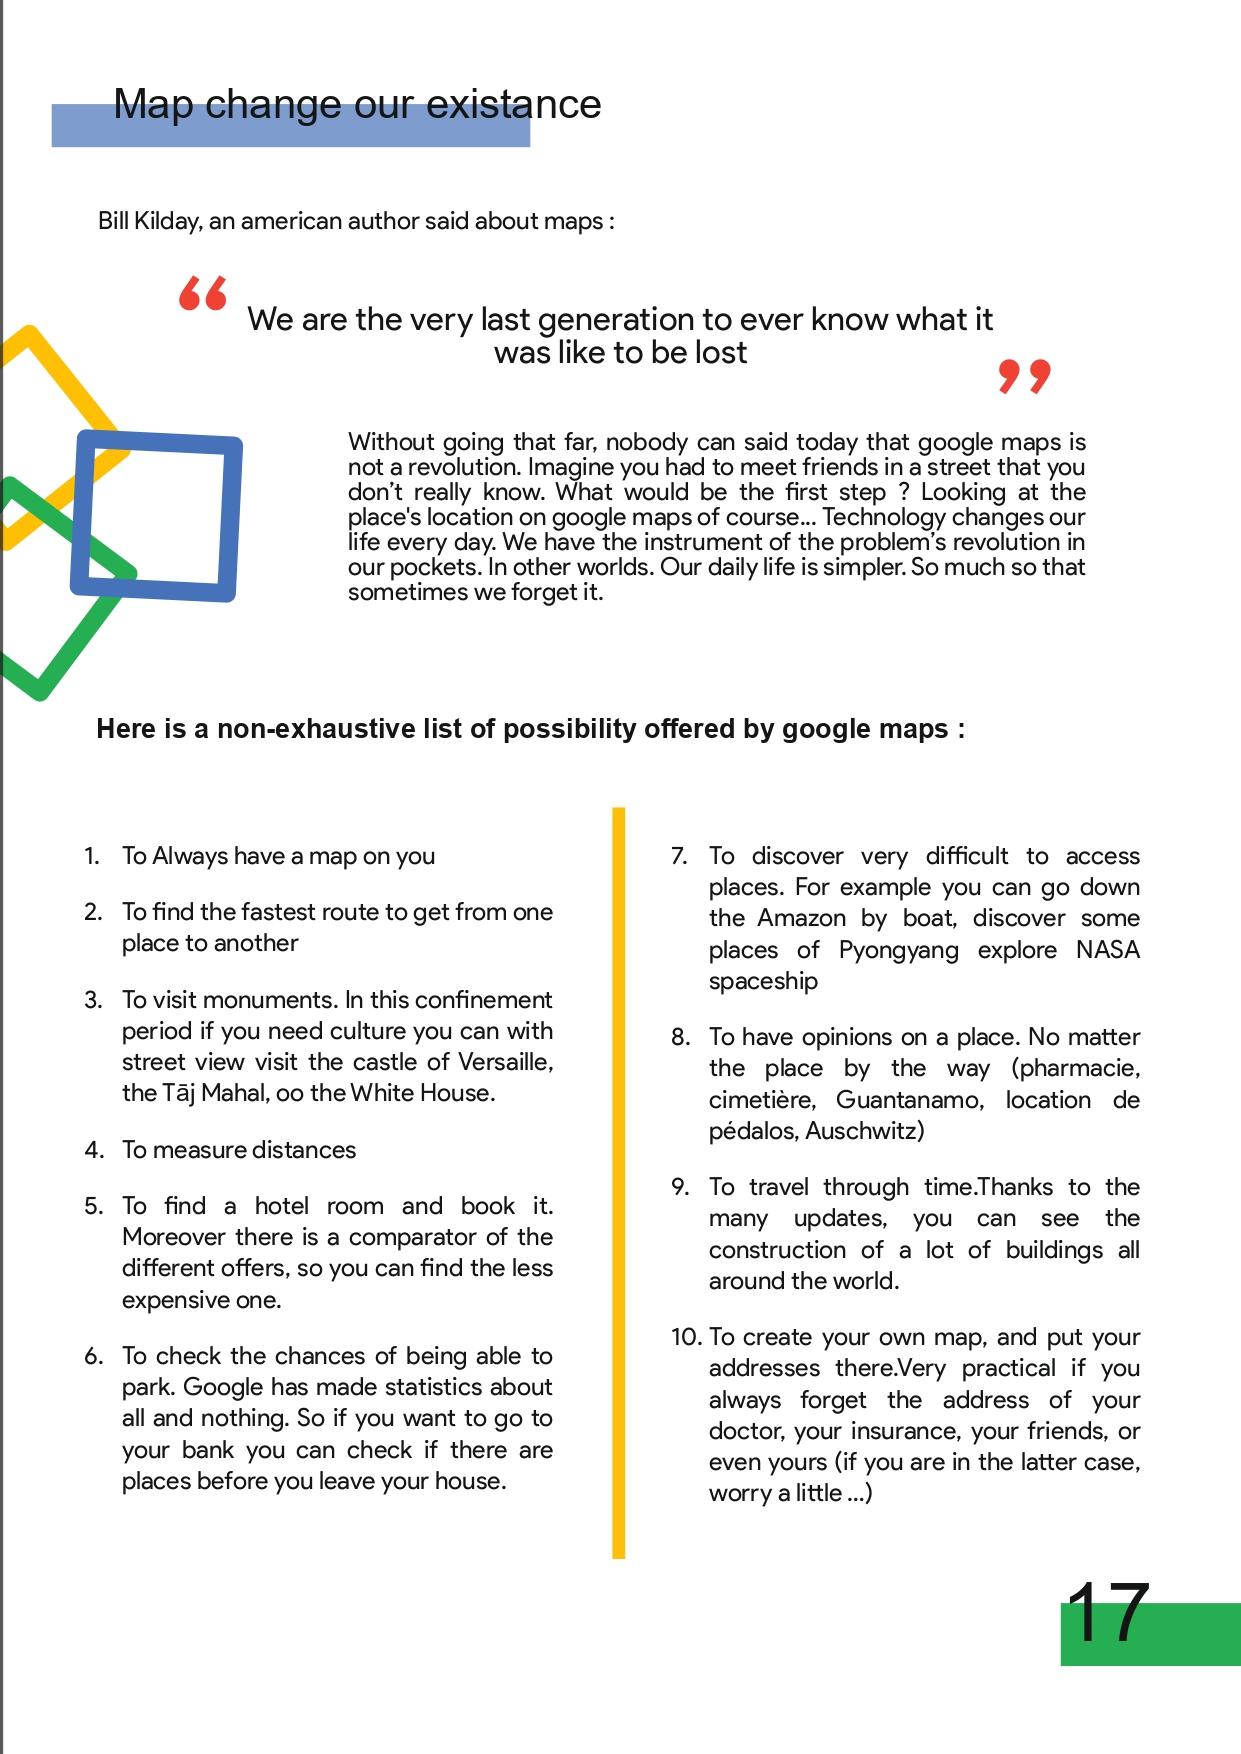 Map change our existance
Bill Kilday, an american author said about maps :
“ We are the very last generation to ever know what it
was like to be lost ”
Without going that far, nobody can said today that google maps is
not a revolution. Imagine you had to meet friends in a street that you
don’t really know. What would be the first step ? Looking at the
place's location on google maps of course... Technology changes our
life every day. We have the instrument of the problem’s revolution in
our pockets. In other worlds. Our daily life is simpler. So much so that
sometimes we forget it.
Here is a non-exhaustive list of possibility offered by google maps :
1. To Always have a map on you
2. To find the fastest route to get from one
place to another
3. To visit monuments. In this confinement
period if you need culture you can with
street view visit the castle of Versaille,
the Tāj Mahal, oo the White House.
4. To measure distances
5. To find a hotel room and book it.
Moreover there is a comparator of the
different offers, so you can find the less
expensive one.
6. To check the chances of being able to
park. Google has made statistics about
all and nothing. So if you want to go to
your bank you can check if there are
places before you leave your house.
7. To discover very difficult to access
places. For example you can go down
the Amazon by boat, discover some
places of Pyongyang explore NASA
spaceship
8. To have opinions on a place. No matter
the place by the way (pharmacie,
cimetière, Guantanamo, location de
pédalos, Auschwitz)
9. To travel through time.Thanks to the
many updates, you can see the
construction of a lot of buildings all
around the world.
10. To create your own map, and put your
addresses there.Very practical if you
always forget the address of your
doctor, your insurance, your friends, or
even yours (if you are in the latter case,
worry a little ...)
17